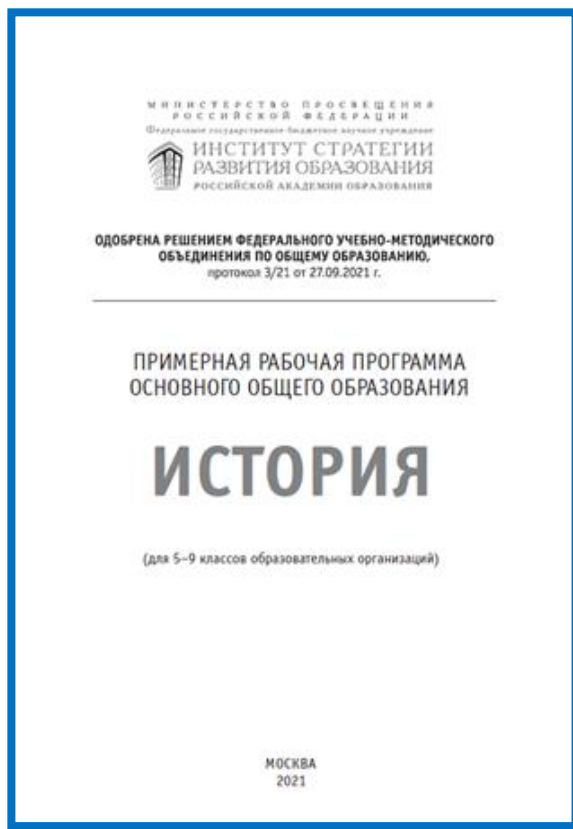 МИНИСТЕРСТВО ПРОСВЕЩЕНИЯ
РОССИЙСКОЙ ФЕДЕРАЦИИ
Федеральное государственное бюджетное научное учреждение
ИНСТИТУТ СТРАТЕГИИ
РАЗВИТИЯ ОБРАЗОВАНИЯ
РОССИЙСКОЙ АКАДЕМИИ ОБРАЗОВАНИЯ
ОДОБРЕНА РЕШЕНИЕМ ФЕДЕРАЛЬНОГО УЧЕБНО-МЕТОДИЧЕСКОГО
ОБЪЕДИНЕНИЯ ПО ОБЩЕМУ ОБРАЗОВАНИЮ,
протокол 3/21 от 27.09.2021 г.
ПРИМЕРНАЯ РАБОЧАЯ ПРОГРАММА
ОСНОВНОГО ОБЩЕГО ОБРАЗОВАНИЯ
ИСТОРИЯ
(для 5–9 классов образовательных организаций)
МОСКВА
2021